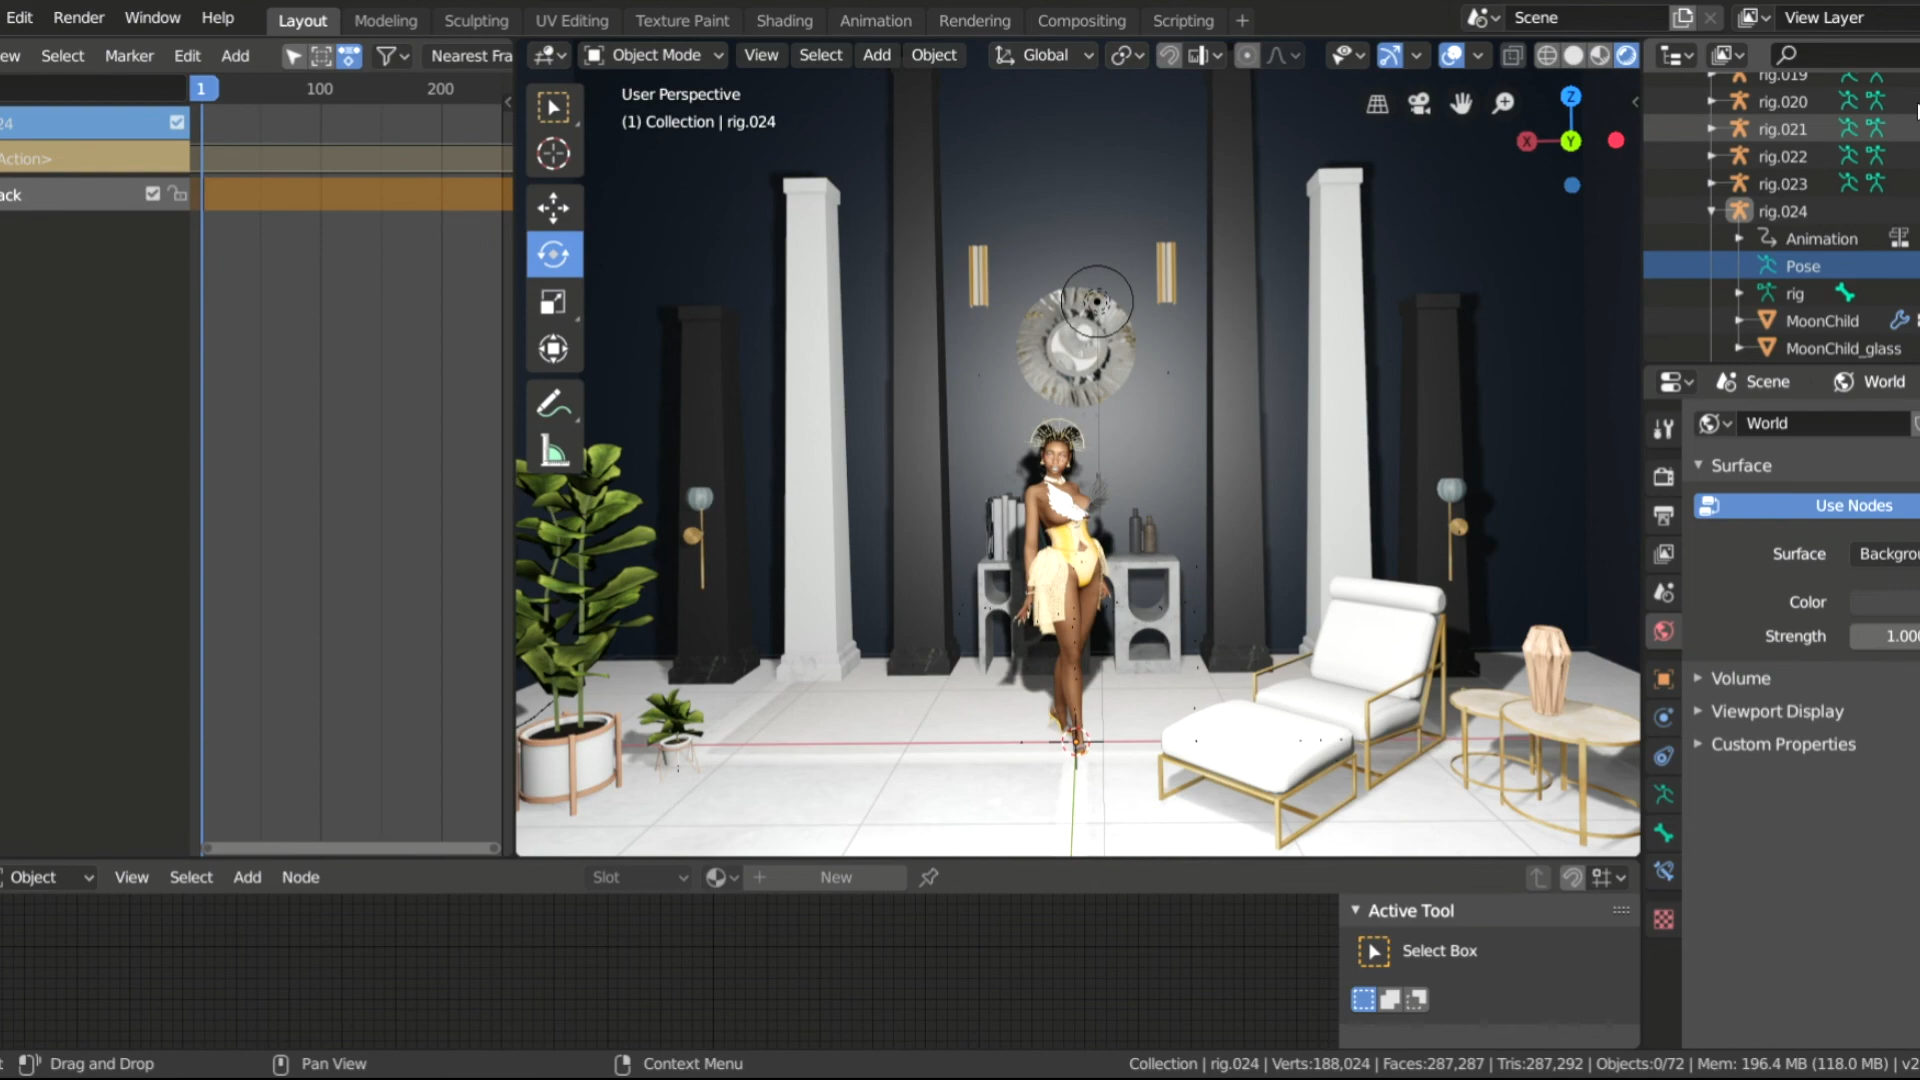 Edit Render Window Help Layout Modeling Sculpting UV Editing Texture Paint Shading Animation Rendering Compositing Scripting + Scene View Layer
ew Select Marker Edit Add Nearest Fra Object Mode View Select Add Object Global
1 100 200
24
Action>
ack
User Perspective
(1) Collection | rig.024
Z
X
Y
rig.019
rig.020
rig.021
rig.022
rig.023
rig.024
Animation
Pose
rig
MoonChild
MoonChild_glass
Scene World
World
Surface
Use Nodes
Surface Backgrou
Color
Strength 1.000
Volume
Viewport Display
Custom Properties
Object View Select Add Node Slot + New
Active Tool
Select Box
t Drag and Drop Pan View Context Menu Collection | rig.024 | Verts:188,024 | Faces:287,287 | Tris:287,292 | Objects:0/72 | Mem: 196.4 MB (118.0 MB) | v2